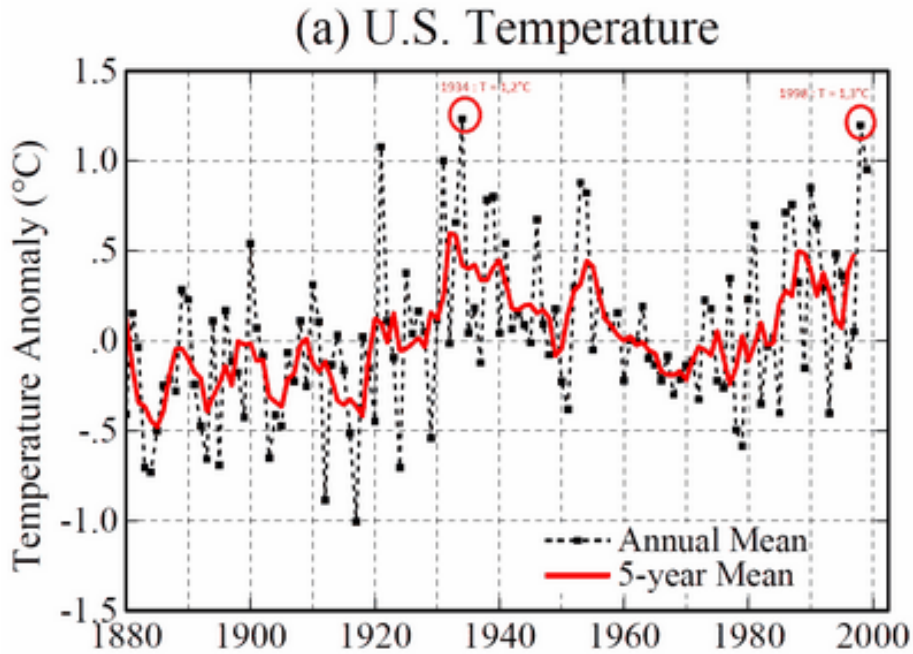 (a) U.S. Temperature
1934 : T = 1,2°C
1998 : T = 1,3°C
Temperature Anomaly (°C)
1.5
1.0
.5
.0
-.5
-1.0
-1.5
Annual Mean
5-year Mean
1880 1900 1920 1940 1960 1980 2000